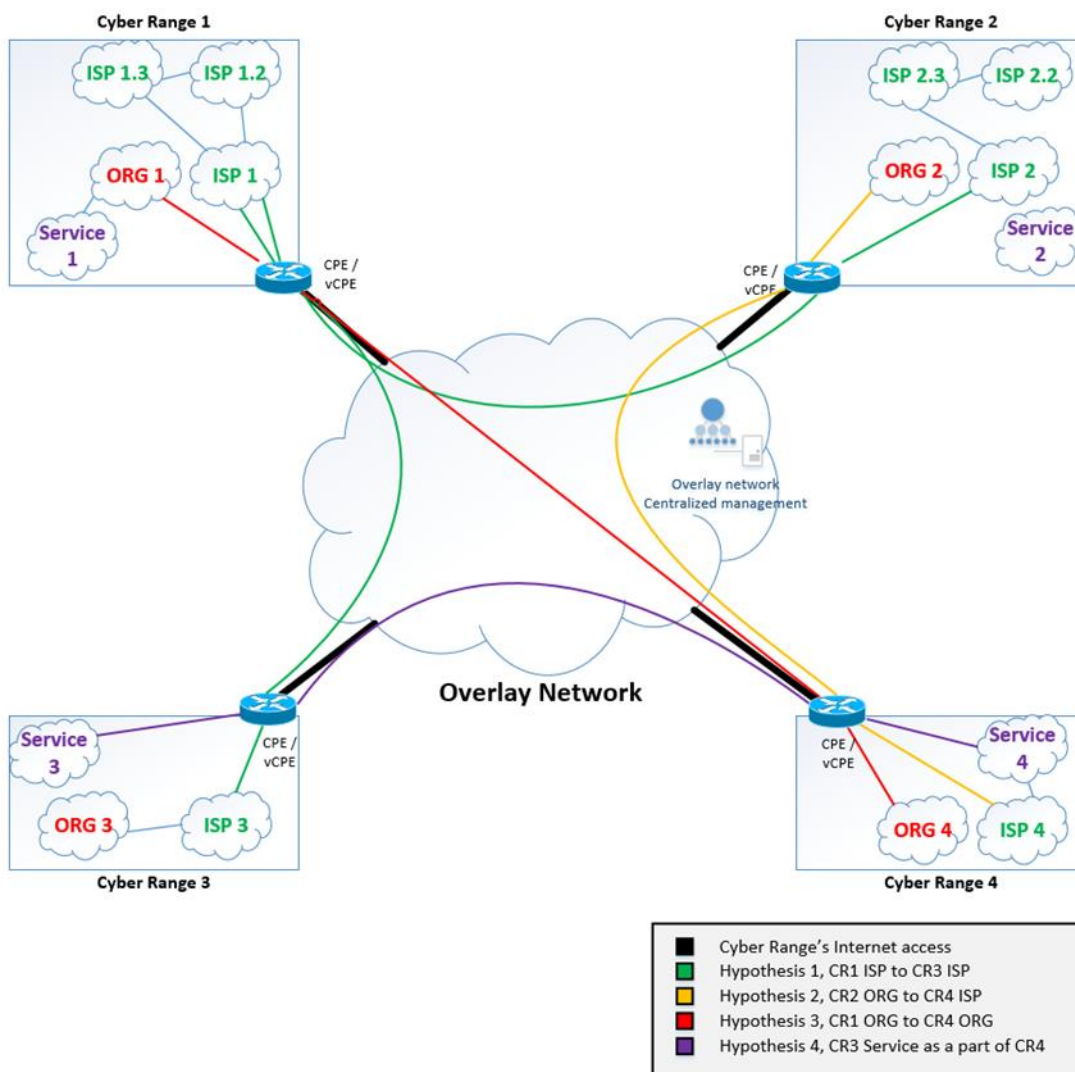 Cyber Range 1
Cyber Range 2
ISP 1.3
ISP 1.2
ISP 2.3
ISP 2.2
ORG 1
ISP 1
ORG 2
ISP 2
Service
1
Service
2
CPE /
vCPE
CPE /
vCPE
Overlay network
Centralized management
Overlay Network
Service
3
CPE /
vCPE
ORG 3
ISP 3
CPE /
vCPE
Service
4
ORG 4
ISP 4
Cyber Range 3
Cyber Range 4
Cyber Range's Internet access
Hypothesis 1, CR1 ISP to CR3 ISP
Hypothesis 2, CR2 ORG to CR4 ISP
Hypothesis 3, CR1 ORG to CR4 ORG
Hypothesis 4, CR3 Service as a part of CR4